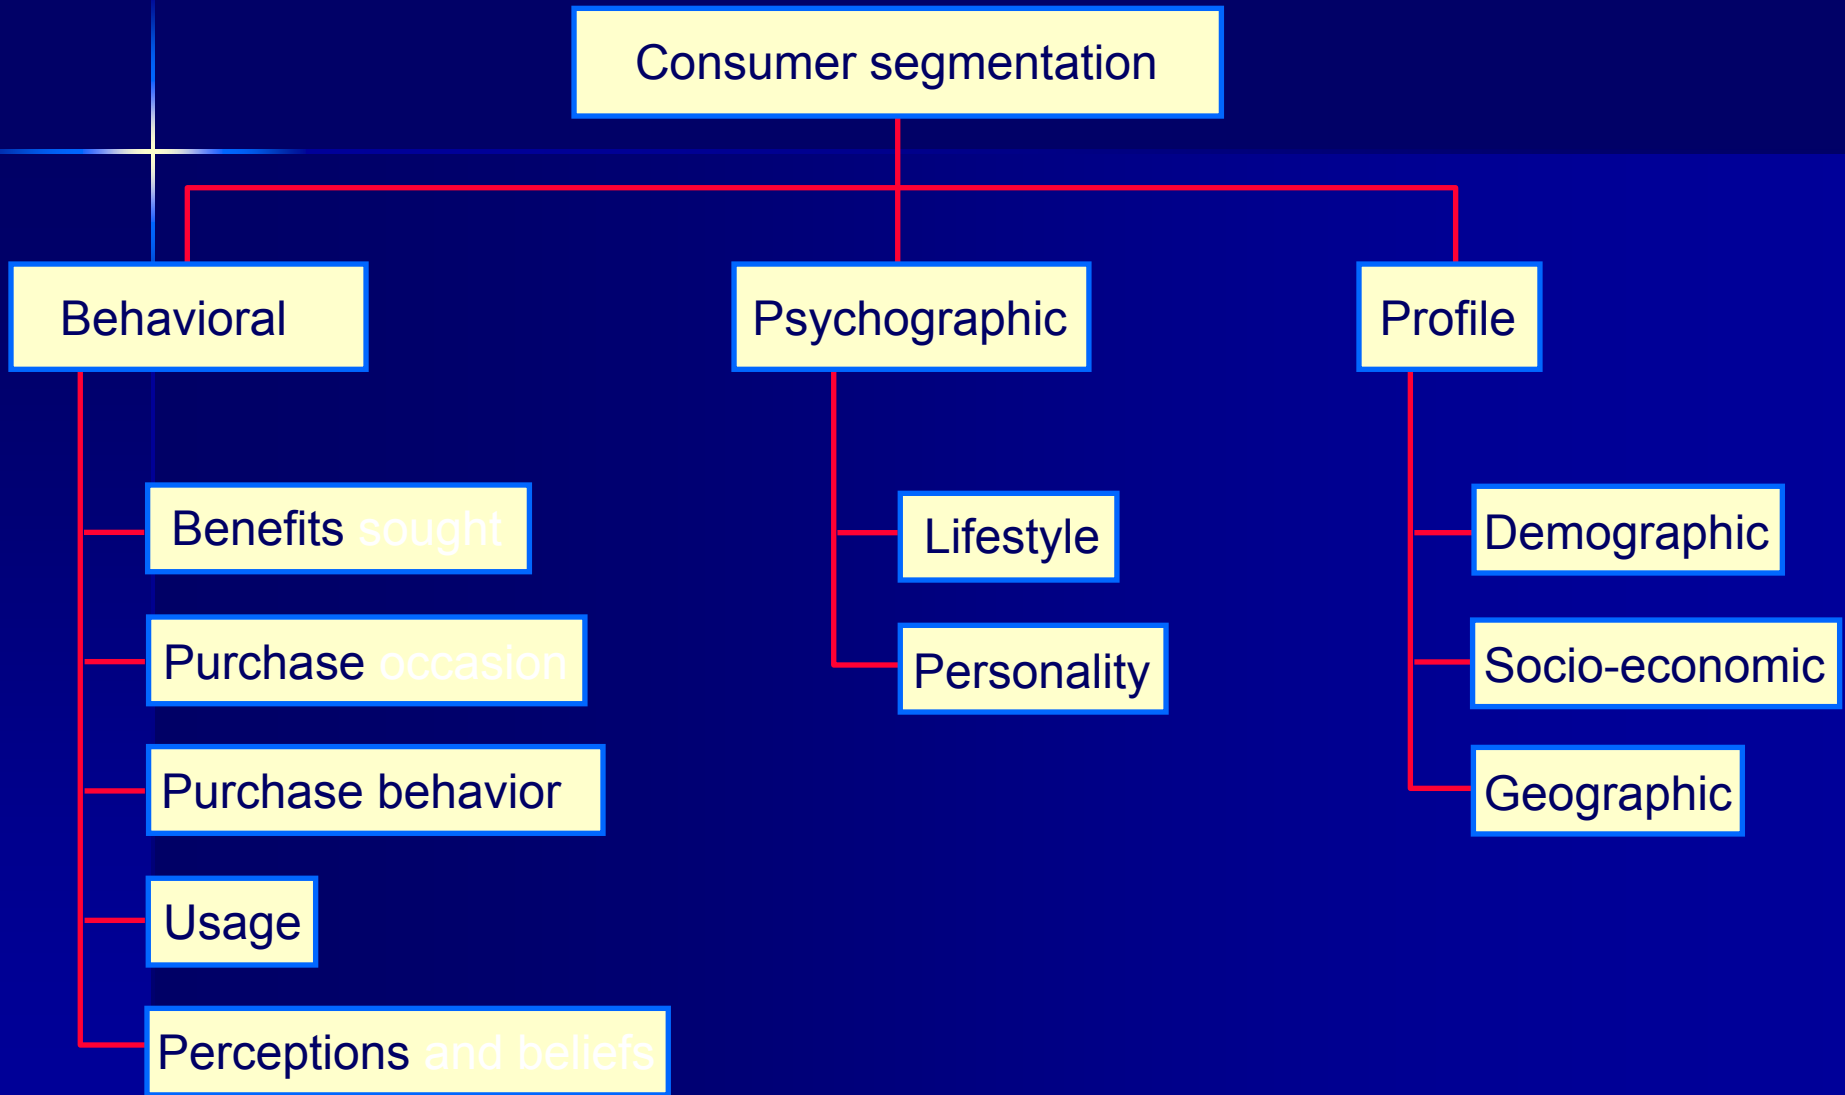 Consumer segmentation
Behavioral
Psychographic
Profile
Benefits sought
Lifestyle
Demographic
Purchase occasion
Personality
Socio-economic
Purchase behavior
Geographic
Usage
Perceptions and beliefs